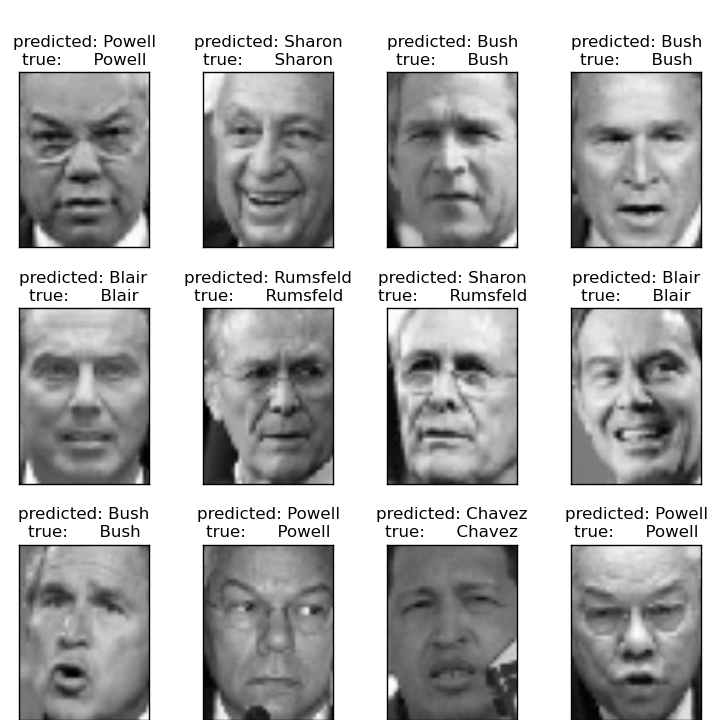 predicted: Powell
true: Powell
predicted: Sharon
true: Sharon
predicted: Bush
true: Bush
predicted: Bush
true: Bush
predicted: Blair
true: Blair
predicted: Rumsfeld
true: Rumsfeld
predicted: Sharon
true: Rumsfeld
predicted: Blair
true: Blair
predicted: Bush
true: Bush
predicted: Powell
true: Powell
predicted: Chavez
true: Chavez
predicted: Powell
true: Powell